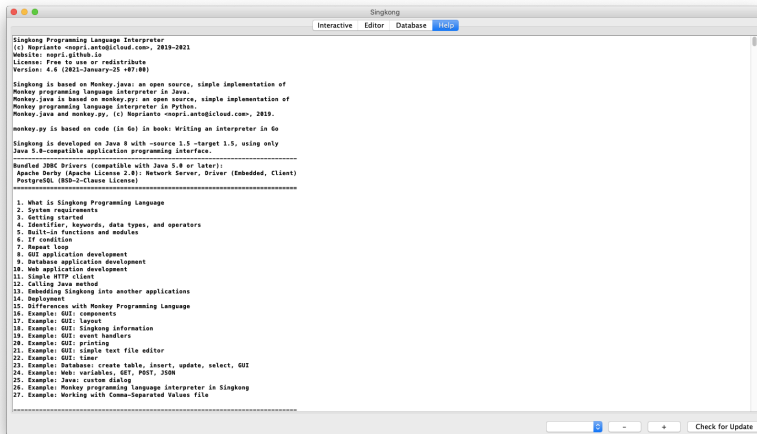 Singkong
Interactive Editor Database Help
Singkong Programming Language Interpreter
(c) Noprianto <nopri.anto@icloud.com>, 2019-2021
Website: nopri.github.io
License: Free to use or redistribute
Version: 4.6 (2021-January-25 +07:00)
Singkong is based on Monkey.java: an open source, simple implementation of
Monkey programming language interpreter in Java.
Monkey.java is based on monkey.py: an open source, simple implementation of
Monkey programming language interpreter in Python.
Monkey.java and monkey.py, (c) Noprianto <nopri.anto@icloud.com>, 2019.
monkey.py is based on code (in Go) in book: Writing an interpreter in Go
Singkong is developed on Java 8 with -source 1.5 -target 1.5, using only
Java 5.0-compatible application programming interface.
===========================================================================
Bundled JDBC Drivers (compatible with Java 5.0 or later):
Apache Derby (Apache License 2.0): Network Server, Driver (Embedded, Client)
PostgreSQL (BSD-2-Clause License)
===========================================================================
1. What is Singkong Programming Language
2. System requirements
3. Getting started
4. Identifier, keywords, data types, and operators
5. Built-in functions and modules
6. If condition
7. Repeat loop
8. GUI application development
9. Database application development
10. Web application development
11. Simple HTTP client
12. Calling Java method
13. Embedding Singkong into another applications
14. Deployment
15. Differences with Monkey Programming Language
16. Example: GUI: components
17. Example: GUI: layout
18. Example: GUI: Singkong information
19. Example: GUI: event handlers
20. Example: GUI: printing
21. Example: GUI: simple text file editor
22. Example: GUI: timer
23. Example: Database: create table, insert, update, select, GUI
24. Example: Web: variables, GET, POST, JSON
25. Example: Java: custom dialog
26. Example: Monkey programming language interpreter in Singkong
27. Example: Working with Comma-Separated Values file
===========================================================================
- + Check for Update